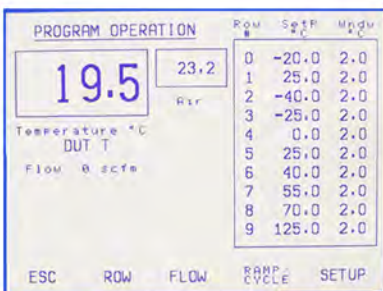 PROGRAM OPERATION
19.5
23.2
Air
Temperature °C
DUT T
Flow 0 scfm
Row SetP Wndw
# °C °C
0 -20.0 2.0
1 25.0 2.0
2 -40.0 2.0
3 -25.0 2.0
4 0.0 2.0
5 25.0 2.0
6 40.0 2.0
7 55.0 2.0
8 70.0 2.0
9 125.0 2.0
ESC ROW FLOW RAMP/CYCLE SETUP